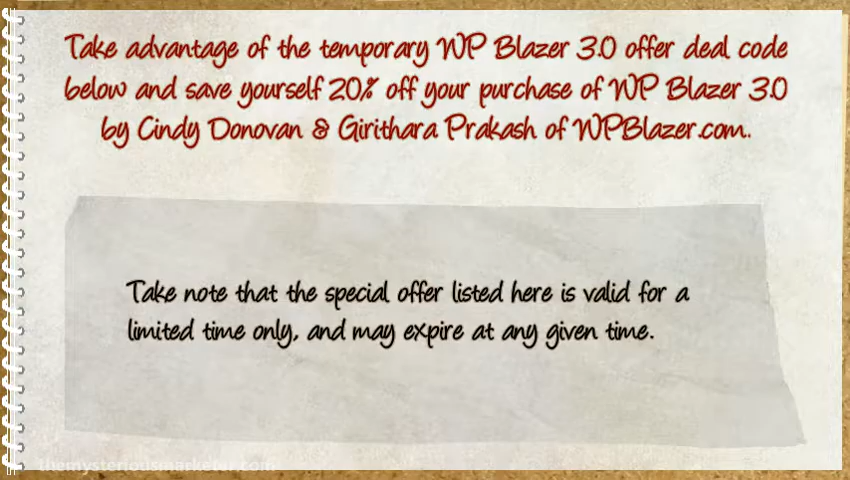 Take advantage of the temporary WP Blazer 3.0 offer deal code
below and save yourself 20% off your purchase of WP Blazer 3.0
by Cindy Donovan & Girithara Prakash of WPBlazer.com.
Take note that the special offer listed here is valid for a
limited time only, and may expire at any given time.
themysteriousmarketer.com